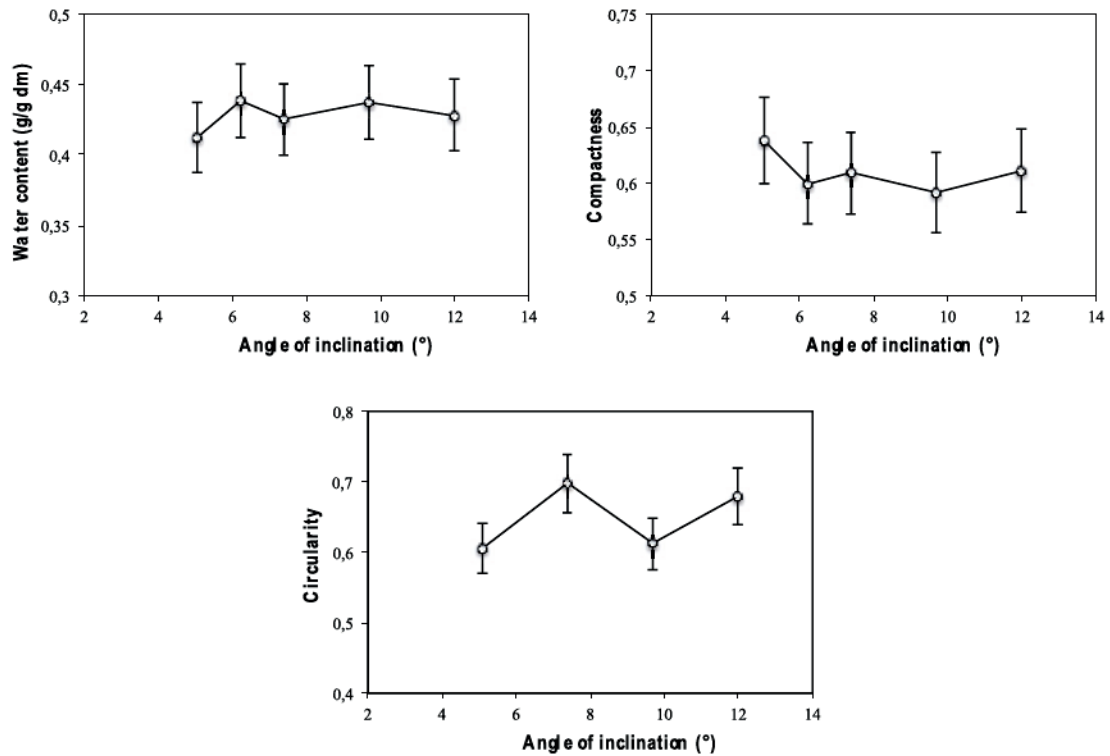 0,5
0,45
0,4
0,35
0,3
2 4 6 8 10 12 14
Water content (g/g dm)
Angle of inclination (°)
0,75
0,7
0,65
0,6
0,55
0,5
2 4 6 8 10 12 14
Compactness
Angle of inclination (°)
0,8
0,7
0,6
0,5
0,4
2 4 6 8 10 12 14
Circularity
Angle of inclination (°)